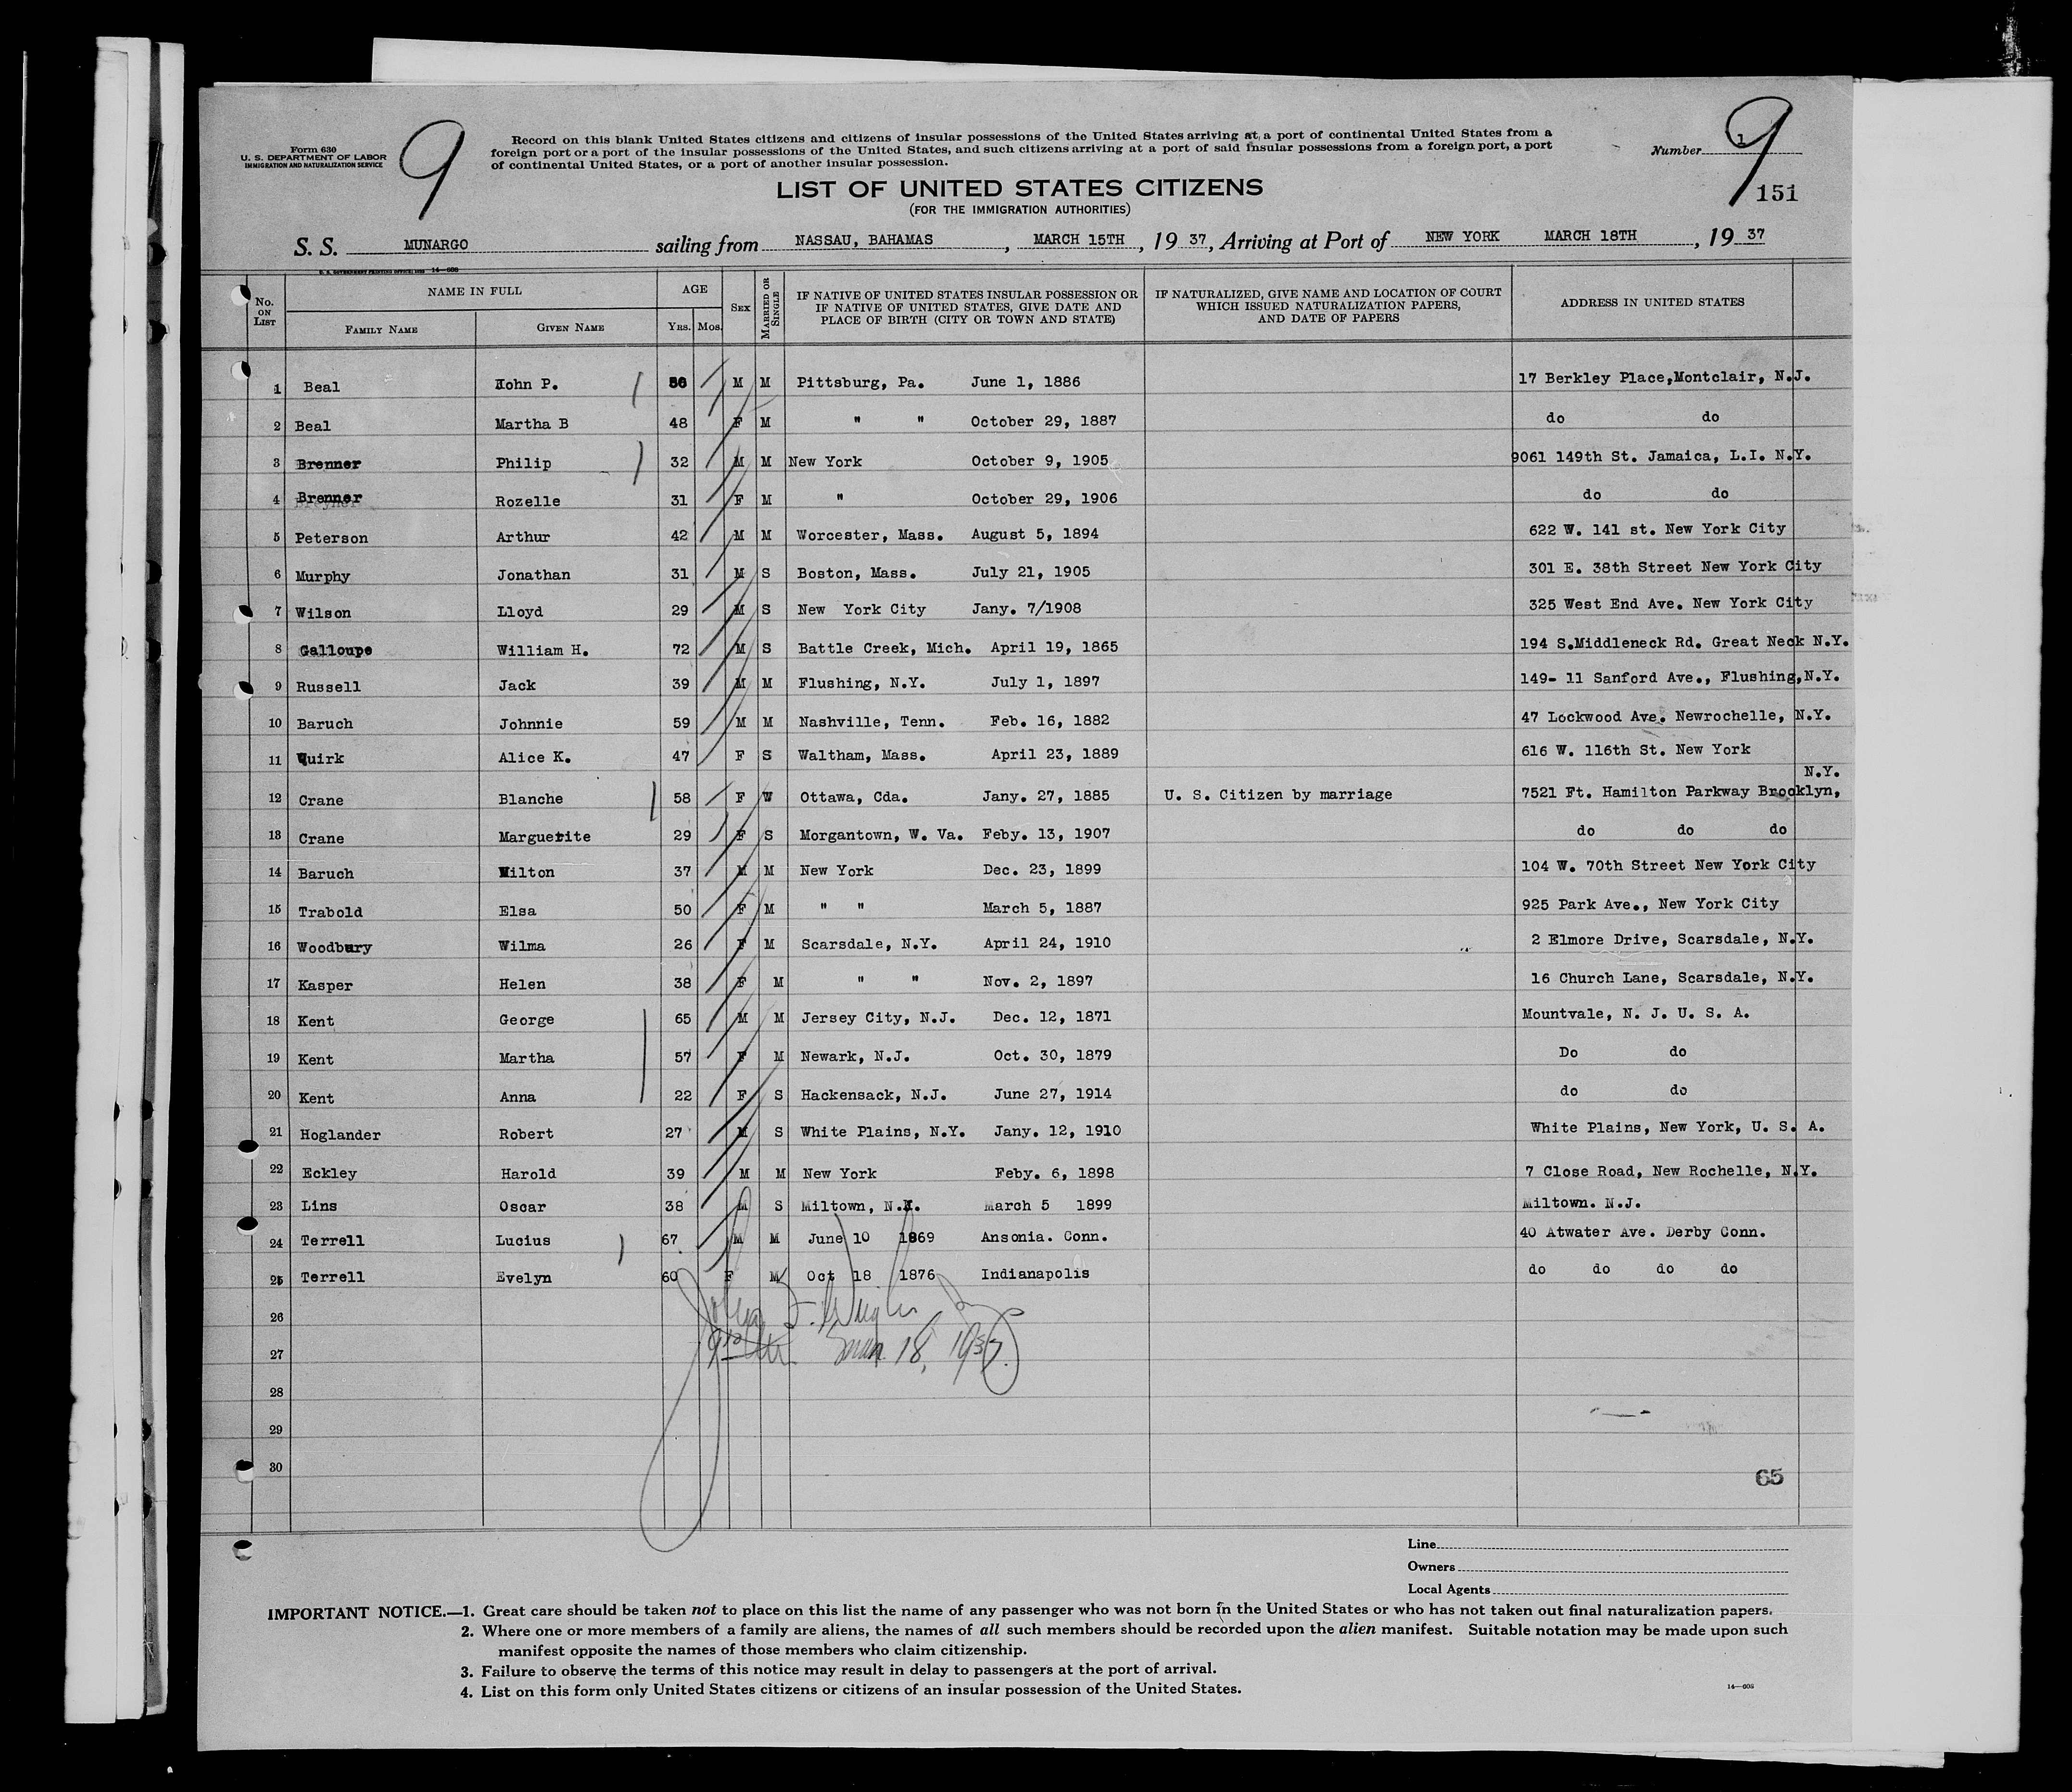 Form 630
U. S. DEPARTMENT OF LABOR
IMMIGRATION AND NATURALIZATION SERVICE
9
Record on this blank United States citizens and citizens of insular possessions of the United States arriving at a port of continental United States from a
foreign port or a port of the insular possessions of the United States, and such citizens arriving at a port of said insular possessions from a foreign port, a port
of continental United States, or a port of another insular possession.
Number 1
9
151
LIST OF UNITED STATES CITIZENS
(FOR THE IMMIGRATION AUTHORITIES)
S. S. MUNARGO sailing from NASSAU, BAHAMAS, MARCH 15TH, 19 37, Arriving at Port of NEW YORK MARCH 18TH, 19 37
U. S. GOVERNMENT PRINTING OFFICE 14—608
No. ON LIST NAME IN FULL FAMILY NAME GIVEN NAME AGE YRS. MOS. SEX MARRIED OR SINGLE IF NATIVE OF UNITED STATES INSULAR POSSESSION OR IF NATIVE OF UNITED STATES, GIVE DATE AND PLACE OF BIRTH (CITY OR TOWN AND STATE) IF NATURALIZED, GIVE NAME AND LOCATION OF COURT WHICH ISSUED NATURALIZATION PAPERS, AND DATE OF PAPERS ADDRESS IN UNITED STATES
1 Beal John P. 50 M M Pittsburg, Pa. June 1, 1886 17 Berkley Place,Montclair, N.J.
2 Beal Martha B 48 F M " " October 29, 1887 do do
3 Brenner Philip 32 M M New York October 9, 1905 9061 149th St. Jamaica, L.I. N.Y.
4 Brenner Rozelle 31 F M " October 29, 1906 do do
5 Peterson Arthur 42 M M Worcester, Mass. August 5, 1894 622 W. 141 st. New York City
6 Murphy Jonathan 31 M S Boston, Mass. July 21, 1905 301 E. 38th Street New York City
7 Wilson Lloyd 29 M S New York City Jany. 7/1908 325 West End Ave. New York City
8 Galloupe William H. 72 M S Battle Creek, Mich. April 19, 1865 194 S.Middleneck Rd. Great Neck N.Y.
9 Russell Jack 39 M M Flushing, N.Y. July 1, 1897 149- 11 Sanford Ave., Flushing,N.Y.
10 Baruch Johnnie 59 M M Nashville, Tenn. Feb. 16, 1882 47 Lockwood Ave. Newrochelle, N.Y.
11 Quirk Alice K. 47 F S Waltham, Mass. April 23, 1889 616 W. 116th St. New York
N.Y.
12 Crane Blanche 58 F W Ottawa, Cda. Jany. 27, 1885 U. S. Citizen by marriage 7521 Ft. Hamilton Parkway Brooklyn,
13 Crane Marguerite 29 F S Morgantown, W. Va. Feby. 13, 1907 do do do
14 Baruch Milton 37 M M New York Dec. 23, 1899 104 W. 70th Street New York City
15 Trabold Elsa 50 F M " " March 5, 1887 925 Park Ave., New York City
16 Woodbury Wilma 26 F M Scarsdale, N.Y. April 24, 1910 2 Elmore Drive, Scarsdale, N.Y.
17 Kasper Helen 38 F M " " Nov. 2, 1897 16 Church Lane, Scarsdale, N.Y.
18 Kent George 65 M M Jersey City, N.J. Dec. 12, 1871 Mountvale, N. J. U. S. A.
19 Kent Martha 57 F M Newark, N.J. Oct. 30, 1879 Do do
20 Kent Anna 22 F S Hackensack, N.J. June 27, 1914 do do
21 Hoglander Robert 27 M S White Plains, N.Y. Jany. 12, 1910 White Plains, New York, U. S. A.
22 Eckley Harold 39 M M New York Feby. 6, 1898 7 Close Road, New Rochelle, N.Y.
23 Lins Oscar 38 M S Miltown, N.J. March 5 1899 Miltown. N.J.
24 Terrell Lucius 67 M M June 10 1869 Ansonia. Conn. 40 Atwater Ave. Derby Conn.
25 Terrell Evelyn 60 F M Oct 18 1876 Indianapolis do do do do
26
27 18, 1937.
28
29
30
65
Line
Owners
Local Agents
IMPORTANT NOTICE.—1. Great care should be taken not to place on this list the name of any passenger who was not born in the United States or who has not taken out final naturalization papers.
2. Where one or more members of a family are aliens, the names of all such members should be recorded upon the alien manifest. Suitable notation may be made upon such
manifest opposite the names of those members who claim citizenship.
3. Failure to observe the terms of this notice may result in delay to passengers at the port of arrival.
4. List on this form only United States citizens or citizens of an insular possession of the United States.
14—608